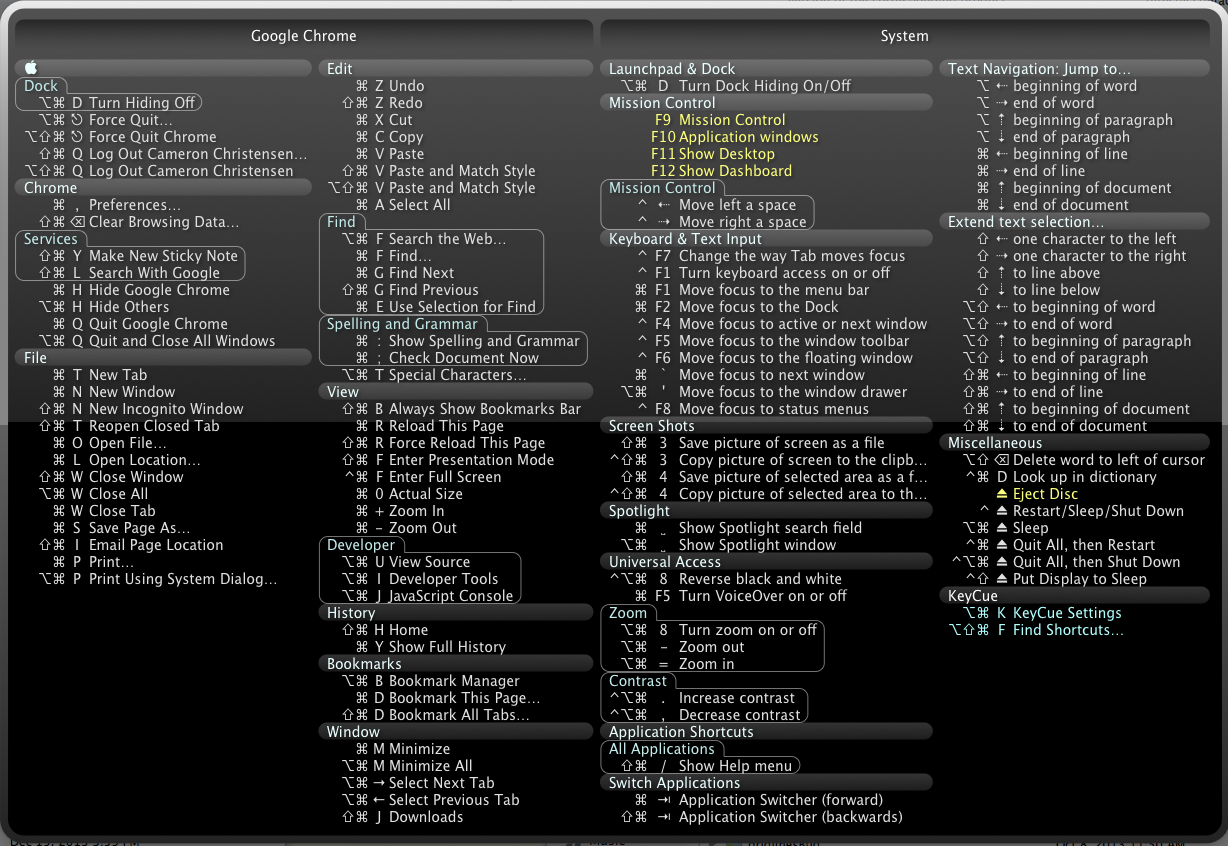 Google Chrome

Dock
⌥⌘ D Turn Hiding Off
⌥⌘ ⎋ Force Quit...
⌥⇧⌘ ⎋ Force Quit Chrome
⇧⌘ Q Log Out Cameron Christensen...
⌥⇧⌘ Q Log Out Cameron Christensen
Chrome
⌘ , Preferences...
⇧⌘ ⌫ Clear Browsing Data...
Services
⇧⌘ Y Make New Sticky Note
⇧⌘ L Search With Google
⌘ H Hide Google Chrome
⌥⌘ H Hide Others
⌘ Q Quit Google Chrome
⌥⌘ Q Quit and Close All Windows
File
⌘ T New Tab
⌘ N New Window
⇧⌘ N New Incognito Window
⇧⌘ T Reopen Closed Tab
⌘ O Open File...
⌘ L Open Location...
⇧⌘ W Close Window
⌥⌘ W Close All
⌘ W Close Tab
⌘ S Save Page As...
⇧⌘ I Email Page Location
⌘ P Print...
⌥⌘ P Print Using System Dialog...
Edit
⌘ Z Undo
⇧⌘ Z Redo
⌘ X Cut
⌘ C Copy
⌘ V Paste
⇧⌘ V Paste and Match Style
⌥⇧⌘ V Paste and Match Style
⌘ A Select All
Find
⌥⌘ F Search the Web...
⌘ F Find...
⌘ G Find Next
⇧⌘ G Find Previous
⌘ E Use Selection for Find
Spelling and Grammar
⌘ : Show Spelling and Grammar
⌘ ; Check Document Now
⌥⌘ T Special Characters...
View
⇧⌘ B Always Show Bookmarks Bar
⌘ R Reload This Page
⇧⌘ R Force Reload This Page
⇧⌘ F Enter Presentation Mode
^⌘ F Enter Full Screen
⌘ 0 Actual Size
⌘ + Zoom In
⌘ – Zoom Out
Developer
⌥⌘ U View Source
⌥⌘ I Developer Tools
⌥⌘ J JavaScript Console
History
⇧⌘ H Home
⌘ Y Show Full History
Bookmarks
⌥⌘ B Bookmark Manager
⌘ D Bookmark This Page...
⇧⌘ D Bookmark All Tabs...
Window
⌘ M Minimize
⌥⌘ M Minimize All
⌥⌘ → Select Next Tab
⌥⌘ ← Select Previous Tab
⇧⌘ J Downloads
System
Launchpad & Dock
⌥⌘ D Turn Dock Hiding On/Off
Mission Control
F9 Mission Control
F10 Application windows
F11 Show Desktop
F12 Show Dashboard
Mission Control
^ ← Move left a space
^ → Move right a space
Keyboard & Text Input
^ F7 Change the way Tab moves focus
^ F1 Turn keyboard access on or off
⌘ F1 Move focus to the menu bar
⌘ F2 Move focus to the Dock
^ F4 Move focus to active or next window
^ F5 Move focus to the window toolbar
^ F6 Move focus to the floating window
⌘ ` Move focus to next window
⌥⌘ ' Move focus to the window drawer
^ F8 Move focus to status menus
Screen Shots
⇧⌘ 3 Save picture of screen as a file
^⇧⌘ 3 Copy picture of screen to the clipb...
⇧⌘ 4 Save picture of selected area as a f...
^⇧⌘ 4 Copy picture of selected area to th...
Spotlight
⌘ ⎵ Show Spotlight search field
⌥⌘ ⎵ Show Spotlight window
Universal Access
^⌥⌘ 8 Reverse black and white
⌘ F5 Turn VoiceOver on or off
Zoom
⌥⌘ 8 Turn zoom on or off
⌥⌘ – Zoom out
⌥⌘ = Zoom in
Contrast
^⌥⌘ . Increase contrast
^⌥⌘ , Decrease contrast
Application Shortcuts
All Applications
⇧⌘ / Show Help menu
Switch Applications
⌘ ⇥ Application Switcher (forward)
⇧⌘ ⇥ Application Switcher (backwards)
Text Navigation: Jump to...
⌥ ← beginning of word
⌥ → end of word
⌥ ↑ beginning of paragraph
⌥ ↓ end of paragraph
⌘ ← beginning of line
⌘ → end of line
⌘ ↑ beginning of document
⌘ ↓ end of document
Extend text selection...
⇧ ← one character to the left
⇧ → one character to the right
⇧ ↑ to line above
⇧ ↓ to line below
⌥⇧ ← to beginning of word
⌥⇧ → to end of word
⌥⇧ ↑ to beginning of paragraph
⌥⇧ ↓ to end of paragraph
⇧⌘ ← to beginning of line
⇧⌘ → to end of line
⇧⌘ ↑ to beginning of document
⇧⌘ ↓ to end of document
Miscellaneous
⌥⇧ ⌫ Delete word to left of cursor
^⌘ D Look up in dictionary
⏏ Eject Disc
^ ⏏ Restart/Sleep/Shut Down
⌥⌘ ⏏ Sleep
^⌘ ⏏ Quit All, then Restart
^⌥⌘ ⏏ Quit All, then Shut Down
^⇧ ⏏ Put Display to Sleep
KeyCue
⌥⌘ K KeyCue Settings
⌥⇧⌘ F Find Shortcuts...